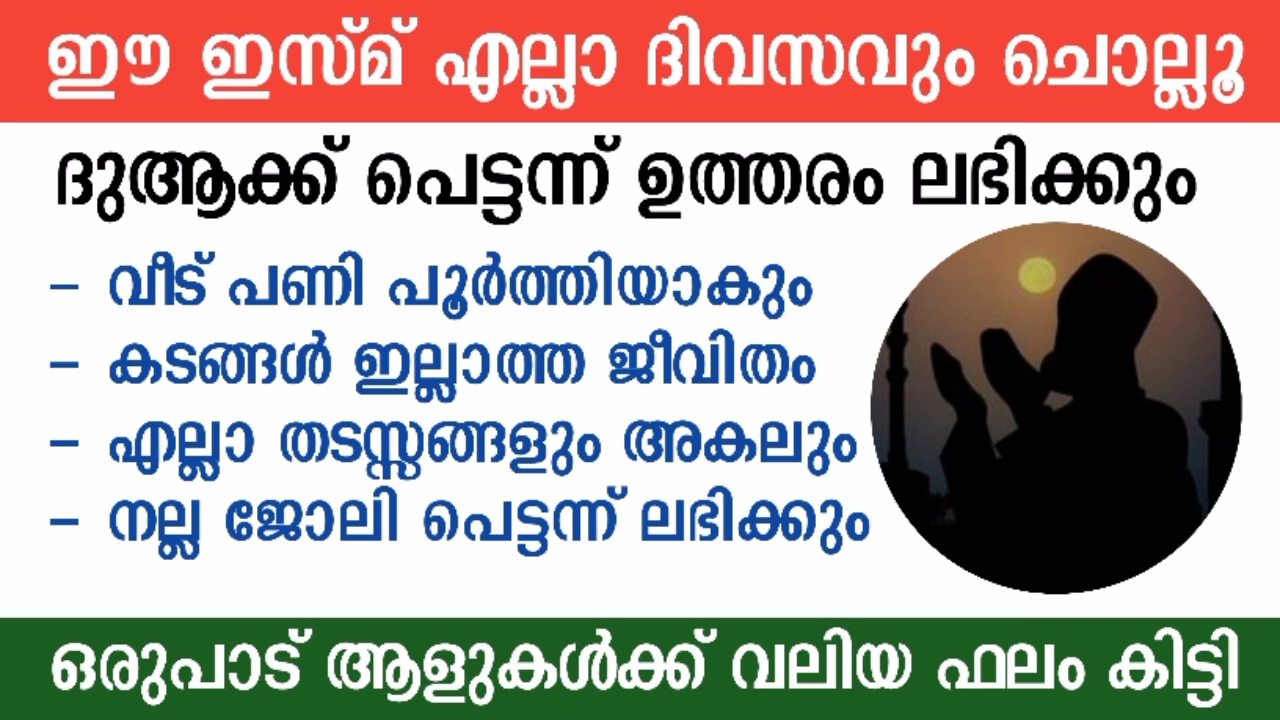 ഈ ഇസ്മ് എല്ലാ ദിവസവും ചൊല്ലൂ
ദുആക്ക് പെട്ടന്ന് ഉത്തരം ലഭിക്കും
– വീട് പണി പൂർത്തിയാകും
– കടങ്ങൾ ഇല്ലാത്ത ജീവിതം
– എല്ലാ തടസ്സങ്ങളും അകലും
– നല്ല ജോലി പെട്ടന്ന് ലഭിക്കും
ഒരുപാട് ആളുകൾക്ക് വലിയ ഫലം കിട്ടി